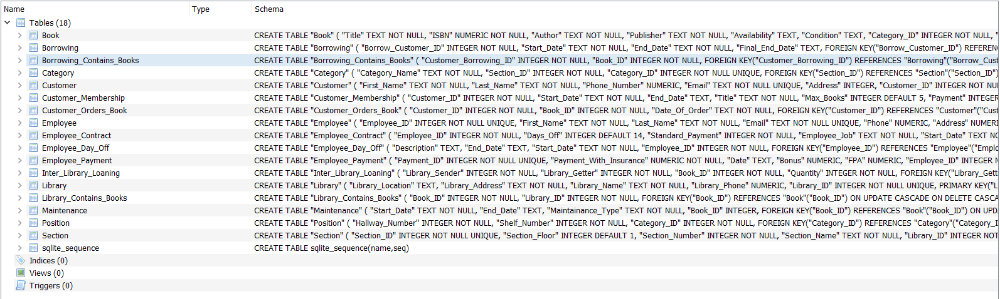 Name Type Schema
Tables (18)
Book CREATE TABLE "Book" ( "Title" TEXT NOT NULL, "ISBN" NUMERIC NOT NULL, "Author" TEXT NOT NULL, "Publisher" TEXT NOT NULL, "Availability" TEXT, "Condition" TEXT, "Category_ID" INTEGER NOT NULL, "
Borrowing CREATE TABLE "Borrowing" ( "Borrow_Customer_ID" INTEGER NOT NULL, "Start_Date" TEXT NOT NULL, "End_Date" TEXT NOT NULL, "Final_End_Date" TEXT, FOREIGN KEY("Borrow_Customer_ID") REFEREN
Borrowing_Contains_Books CREATE TABLE "Borrowing_Contains_Books" ( "Customer_Borrowing_ID" INTEGER NOT NULL, "Book_ID" INTEGER NOT NULL, FOREIGN KEY("Customer_Borrowing_ID") REFERENCES "Borrowing"("Borrow_Cust
Category CREATE TABLE "Category" ( "Category_Name" TEXT NOT NULL, "Section_ID" INTEGER NOT NULL, "Category_ID" INTEGER NOT NULL UNIQUE, FOREIGN KEY("Section_ID") REFERENCES "Section"("Section_ID")
Customer CREATE TABLE "Customer" ( "First_Name" TEXT NOT NULL, "Last_Name" TEXT NOT NULL, "Phone_Number" NUMERIC, "Email" TEXT NOT NULL UNIQUE, "Address" INTEGER, "Customer_ID" INTEGER NOT NUL
Customer_Membership CREATE TABLE "Customer_Membership" ( "Customer_ID" INTEGER NOT NULL, "Start_Date" TEXT NOT NULL, "End_Date" TEXT, "Title" TEXT NOT NULL, "Max_Books" INTEGER DEFAULT 5, "Payment" INTEGER
Customer_Orders_Book CREATE TABLE "Customer_Orders_Book" ( "Customer_ID" INTEGER NOT NULL, "Book_ID" INTEGER NOT NULL, "Date_Of_Order" TEXT NOT NULL, FOREIGN KEY("Customer_ID") REFERENCES "Customer"("Cust
Employee CREATE TABLE "Employee" ( "Employee_ID" INTEGER NOT NULL UNIQUE, "First_Name" TEXT NOT NULL, "Last_Name" TEXT NOT NULL, "Email" TEXT NOT NULL UNIQUE, "Phone" NUMERIC, "Address" NUMERI
Employee_Contract CREATE TABLE "Employee_Contract" ( "Employee_ID" INTEGER NOT NULL, "Days_Off" INTEGER DEFAULT 14, "Standard_Payment" INTEGER NOT NULL, "Employee_Job" TEXT NOT NULL, "Start_Date" TEXT NO
Employee_Day_Off CREATE TABLE "Employee_Day_Off" ( "Description" TEXT, "End_Date" TEXT, "Start_Date" TEXT NOT NULL, "Employee_ID" INTEGER NOT NULL, FOREIGN KEY("Employee_ID") REFERENCES "Employee"("Emplo
Employee_Payment CREATE TABLE "Employee_Payment" ( "Payment_ID" INTEGER NOT NULL UNIQUE, "Payment_With_Insurance" NUMERIC NOT NULL, "Date" TEXT, "Bonus" NUMERIC, "FPA" NUMERIC, "Employee_ID" INTEGER N
Inter_Library_Loaning CREATE TABLE "Inter_Library_Loaning" ( "Library_Sender" INTEGER NOT NULL, "Library_Getter" INTEGER NOT NULL, "Book_ID" INTEGER NOT NULL, "Quantity" INTEGER NOT NULL, FOREIGN KEY("Library_Gett
Library CREATE TABLE "Library" ( "Library_Location" TEXT, "Library_Address" TEXT NOT NULL, "Library_Name" TEXT NOT NULL, "Library_Phone" NUMERIC, "Library_ID" INTEGER NOT NULL UNIQUE, PRIMARY KEY("L
Library_Contains_Books CREATE TABLE "Library_Contains_Books" ( "Book_ID" INTEGER NOT NULL, "Library_ID" INTEGER NOT NULL, FOREIGN KEY("Book_ID") REFERENCES "Book"("Book_ID") ON UPDATE CASCADE ON DELETE CASCA
Maintenance CREATE TABLE "Maintenance" ( "Start_Date" TEXT NOT NULL, "End_Date" TEXT, "Maintainance_Type" TEXT NOT NULL, "Book_ID" INTEGER, FOREIGN KEY("Book_ID") REFERENCES "Book"("Book_ID") ON UPDA
Position CREATE TABLE "Position" ( "Hallway_Number" INTEGER NOT NULL, "Shelf_Number" INTEGER NOT NULL, "Category_ID" INTEGER NOT NULL, FOREIGN KEY("Category_ID") REFERENCES "Category"("Category_I
Section CREATE TABLE "Section" ( "Section_ID" INTEGER NOT NULL UNIQUE, "Section_Floor" INTEGER DEFAULT 1, "Section_Number" INTEGER NOT NULL, "Section_Name" TEXT NOT NULL, "Library_ID" INTEGER NOT
sqlite_sequence CREATE TABLE sqlite_sequence(name,seq)
Indices (0)
Views (0)
Triggers (0)